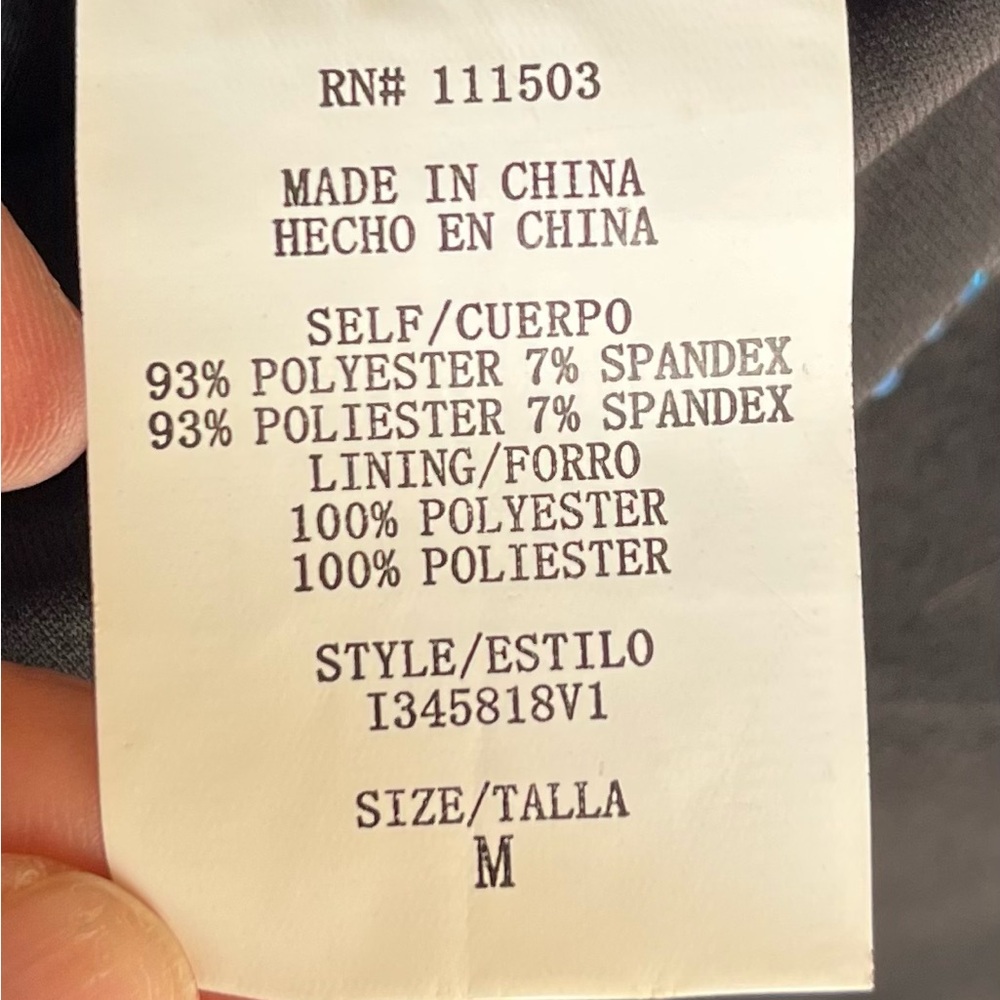 RN# 111503
MADE IN CHINA
HECHO EN CHINA
SELF/CUERPO
93% POLYESTER 7% SPANDEX
93% POLIESTER 7% SPANDEX
LINING/FORRO
100% POLYESTER
100% POLIESTER
STYLE/ESTILO
I345818V1
SIZE/TALLA
M